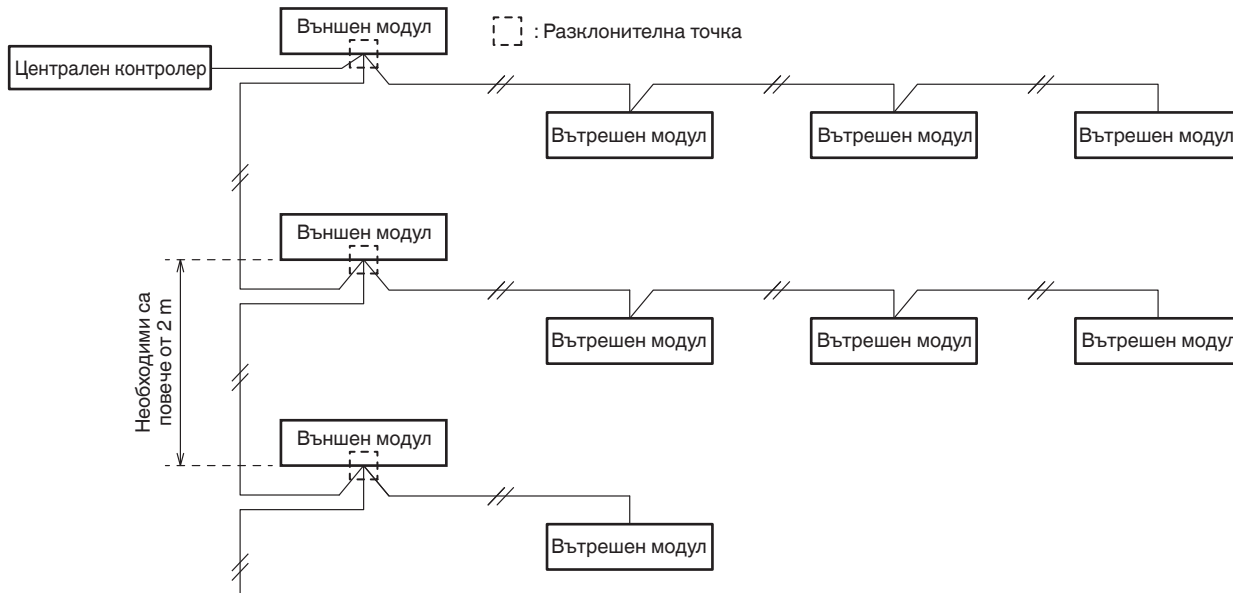 Външен модул
: Разклонителна точка
Централен контролер
Вътрешен модул
Вътрешен модул
Вътрешен модул
Външен модул
Необходими са
повече от 2 m
Вътрешен модул
Вътрешен модул
Вътрешен модул
Външен модул
Вътрешен модул